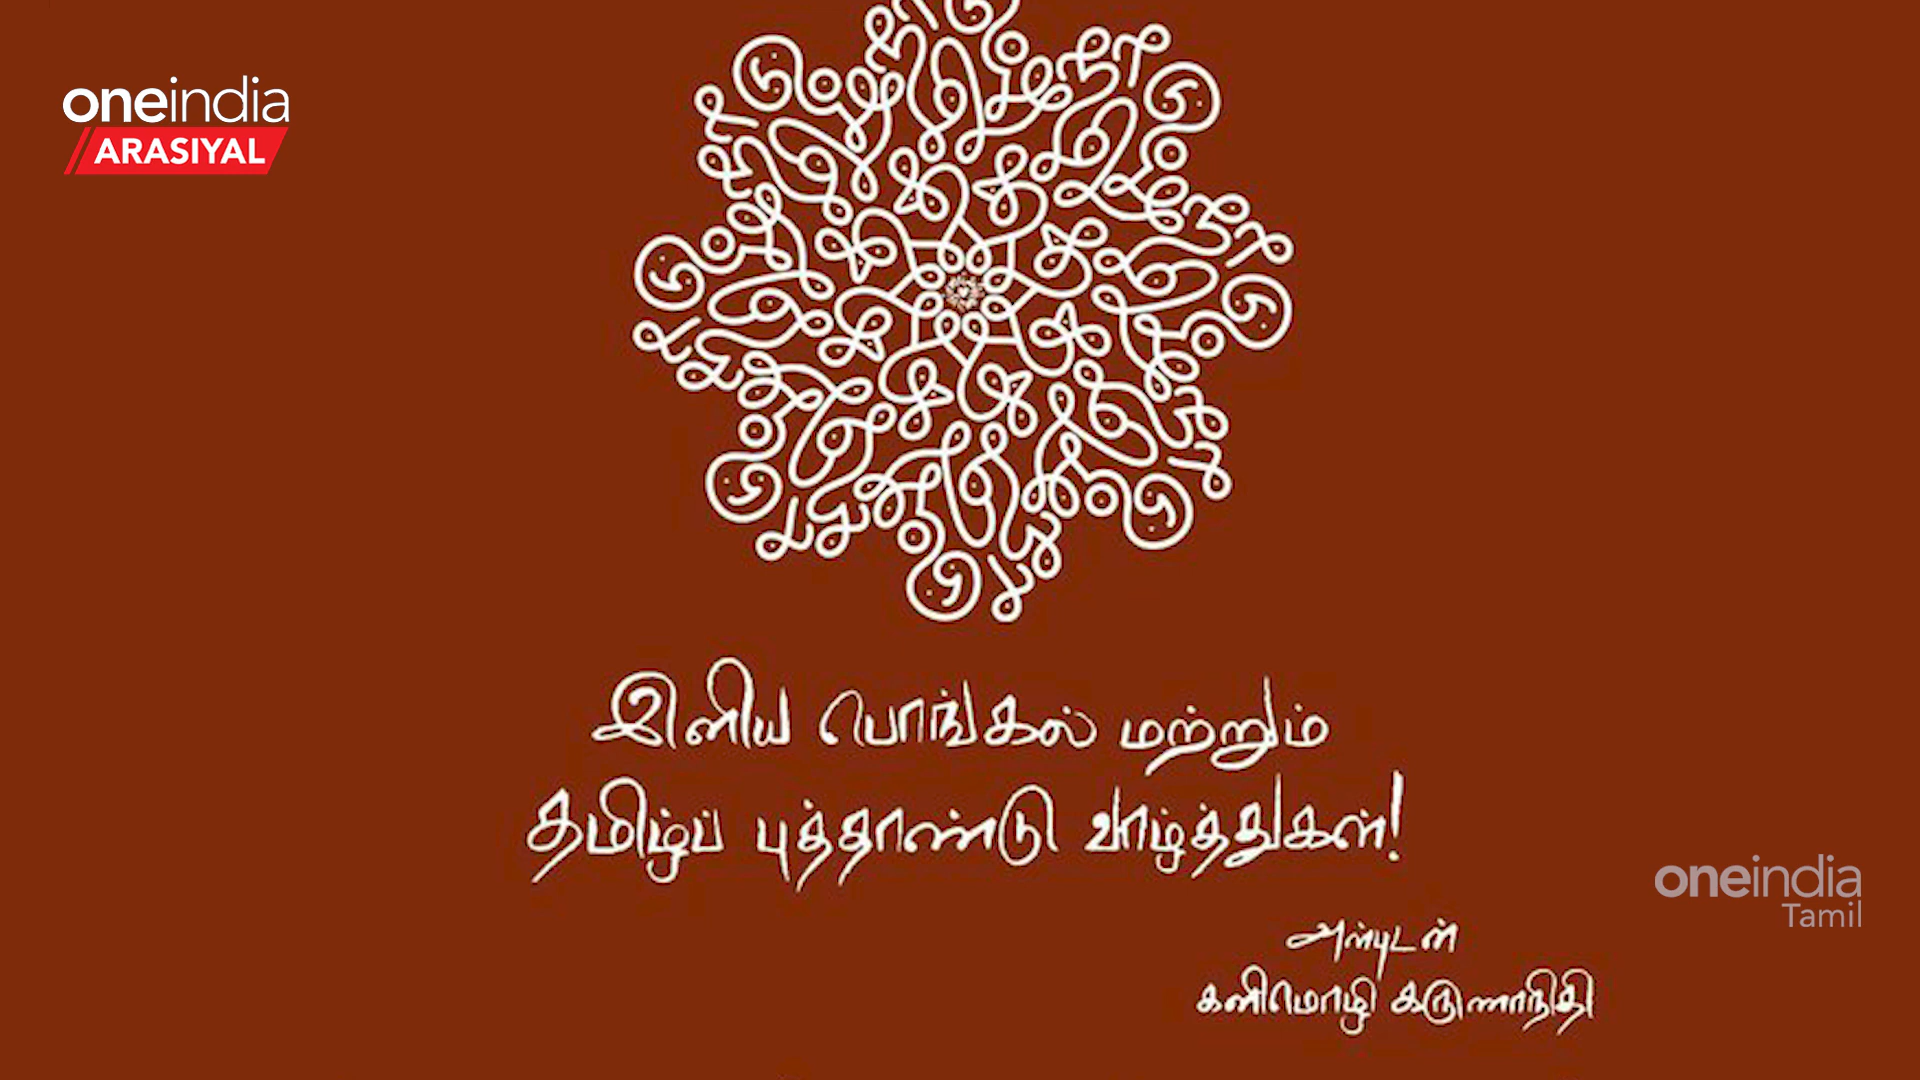 oneindia
ARASIYAL
இனிய பொங்கல் மற்றும்
தமிழ்ப் புத்தாண்டு வாழ்த்துகள்!
oneindia
Tamil
அன்புடன்
கனிமொழி கருணாநிதி